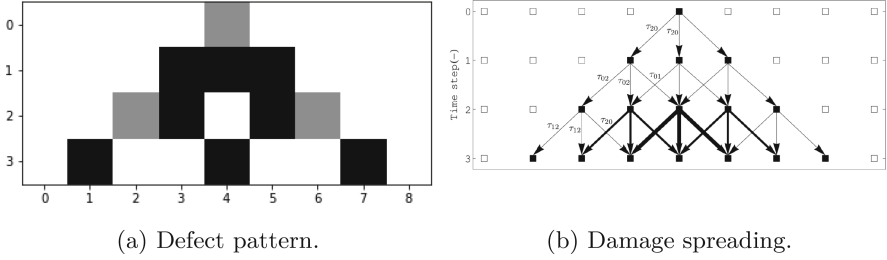 0
1
2
3
0 1 2 3 4 5 6 7 8
Time step(-)
0
1
2
3
τ20 τ20
τ02 τ02 τ01
τ12 τ12 τ20
(a) Defect pattern.
(b) Damage spreading.